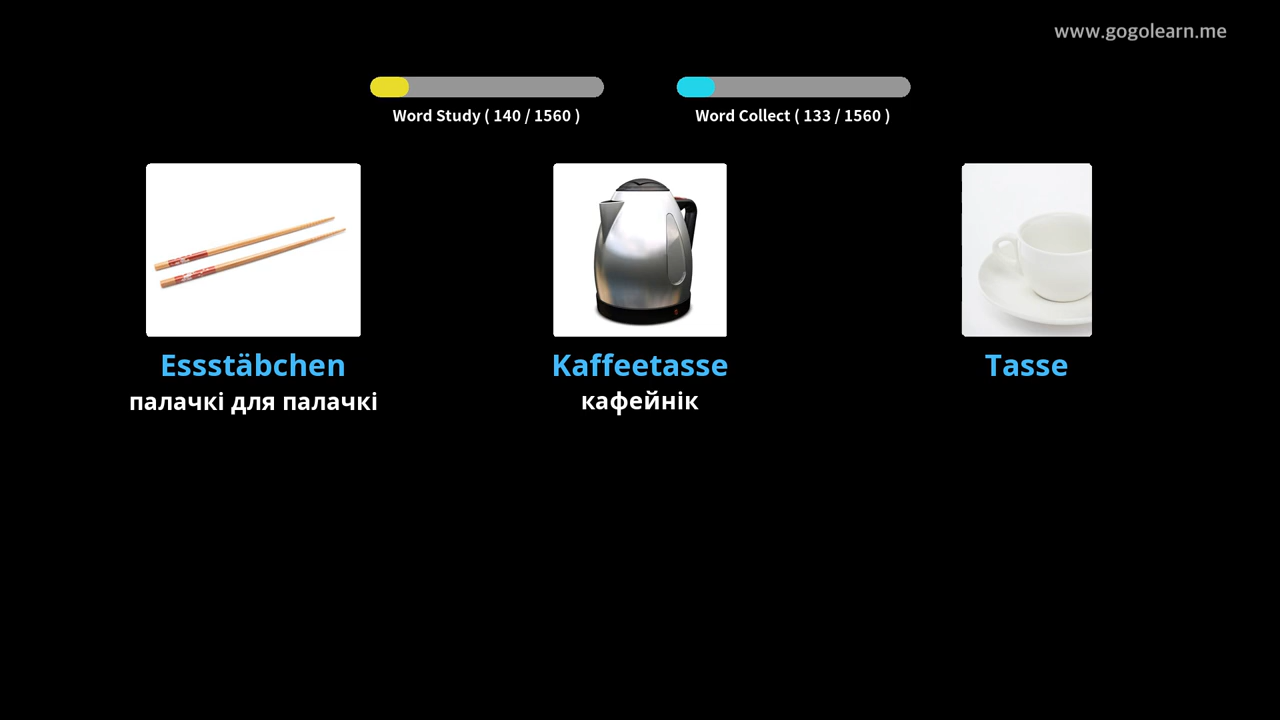 www.gogolearn.me
Word Study ( 140 / 1560 )
Word Collect ( 133 / 1560 )
Essstäbchen
Kaffeetasse
Tasse
палачкі для палачкі
кафейнік